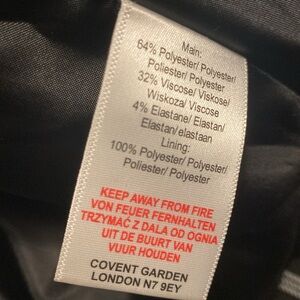 Main:
64% Polyester/ Polyester/
Poliester/ Polyester
32% Viscose/ Viskose/
Wiskoza/ Viscose
4% Elastane/ Elastan/
Elastan/elastaan
Lining:
100% Polyester/ Polyester/
Poliester/ Polyester
KEEP AWAY FROM FIRE
VON FEUER FERNHALTEN
TRZYMAĆ Z DALA OD OGNIA
UIT DE BUURT VAN
VUUR HOUDEN
COVENT GARDEN
LONDON N7 9EY